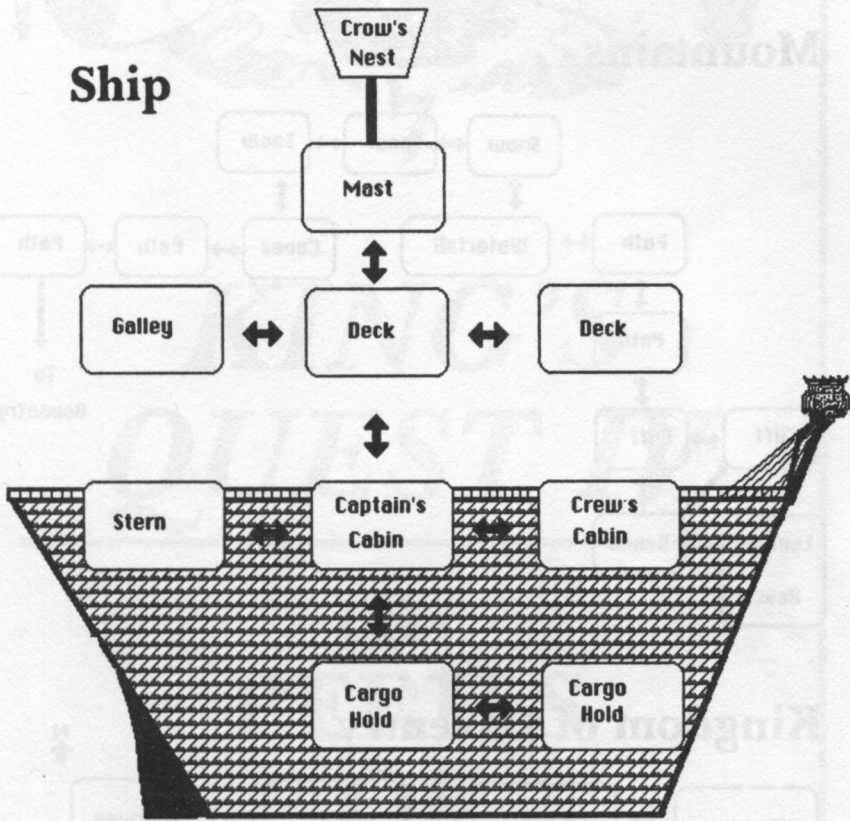 Crow's
Nest
Ship
Mast
Galley
Deck
Deck
Stern
Captain's
Cabin
Crew's
Cabin
Cargo
Hold
Cargo
Hold